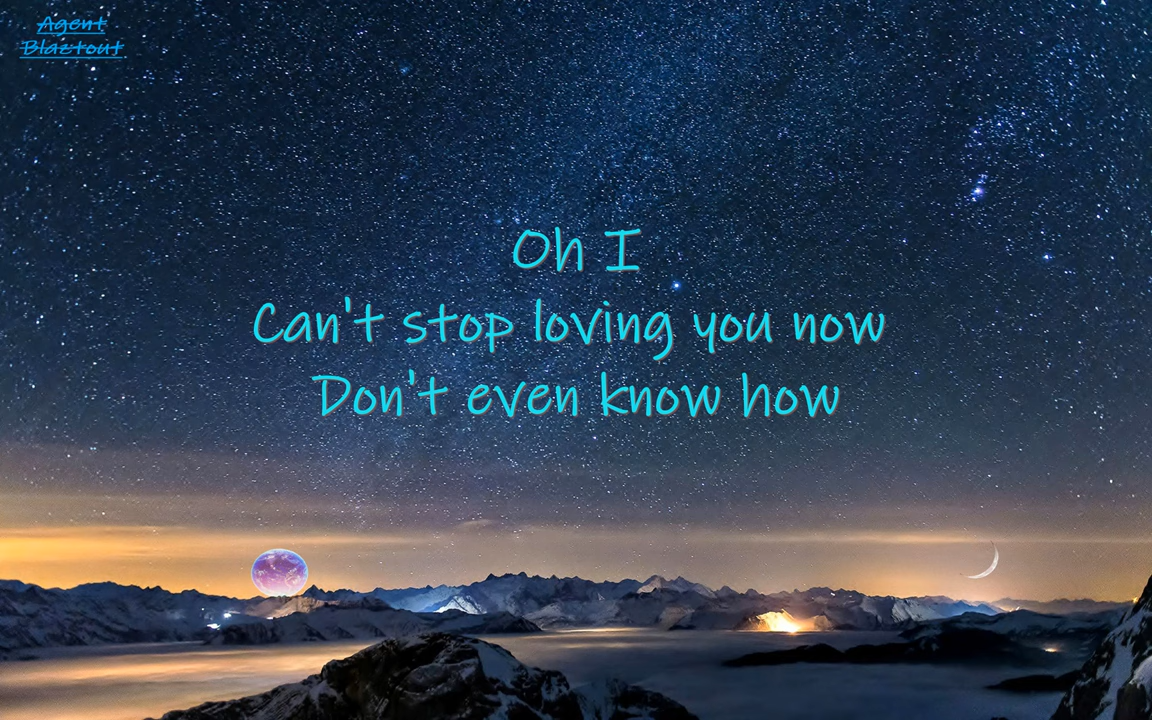 Agent
Blaztout
Oh I
Can't stop loving you now
Don't even know how